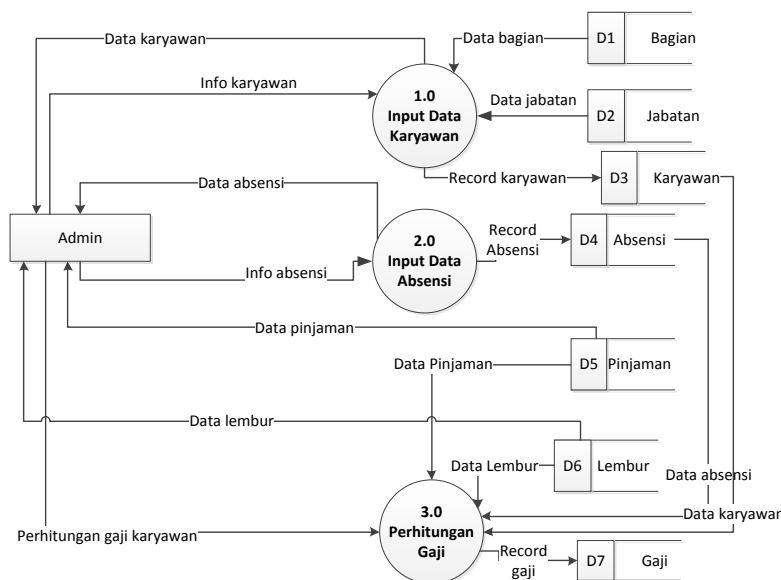 Data karyawan
Data bagian
D1 Bagian
Info karyawan
1.0
Input Data
Karyawan
Data jabatan
D2 Jabatan
Record karyawan
D3 Karyawan
Data absensi
Admin
2.0
Input Data
Absensi
Record
Absensi
D4 Absensi
Info absensi
Data pinjaman
Data Pinjaman
D5 Pinjaman
Data lembur
Data Lembur
D6 Lembur
Data absensi
3.0
Perhitungan
Gaji
Data karyawan
Perhitungan gaji karyawan
Record
gaji
D7 Gaji